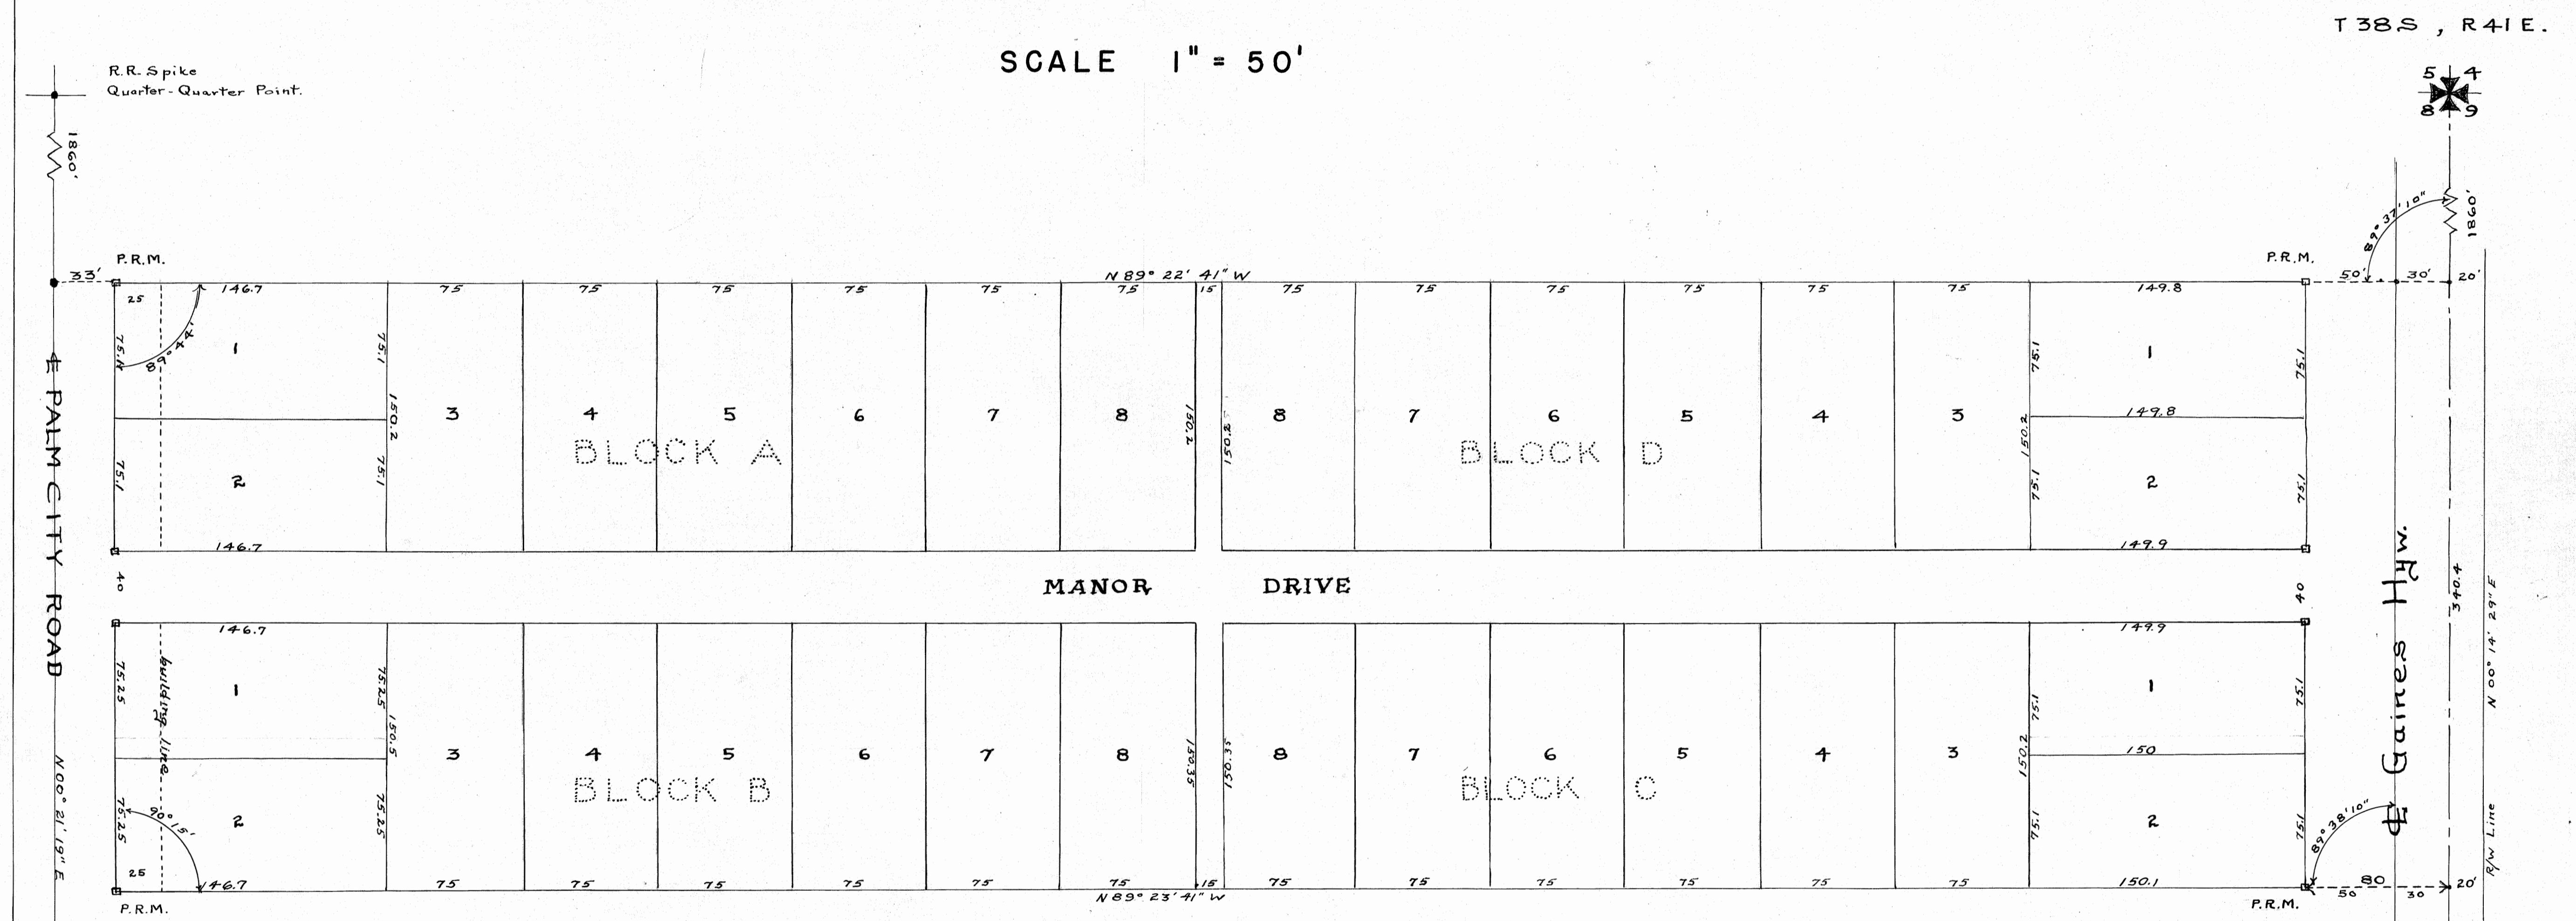 T 38 S , R 41 E.
SCALE 1" = 50'
R.R. Spike
Quarter-Quarter Point.
5 4
8 9
1860'
1860'
89° 37' 10"
P.R.M.
P.R.M.
33'
N 89° 22' 41" W
50' 30' 20'
25 146.7 75 75 75 75 75 75 15 75 75 75 75 75 75 149.8
89° 44'
75.1 1 75.1 75.1 1 75.1
150.2 3 4 5 6 7 8 150.2 150.2 8 7 6 5 4 3 150.2 149.8
BLOCK A BLOCK D
75.1 2 75.1 75.1 2 75.1
146.7 149.9
℄ PALM CITY ROAD
40 MANOR DRIVE 40
℄ Gaines Hyw.
340.4
N 00° 14' 29" E
146.7 149.9
75.25 building line 1 75.25 75.1 1 75.1
150.5 3 4 5 6 7 8 150.35 150.35 8 7 6 5 4 3 150.2 150
BLOCK B BLOCK C
75.25 2 75.25 75.1 2 75.1
N 00° 21' 19" E
90° 15'
89° 38' 10"
R/W Line
25 146.7 75 75 75 75 75 75 15 75 75 75 75 75 75 150.1
80
50 30 20'
N 89° 23' 41" W
P.R.M.
P.R.M.